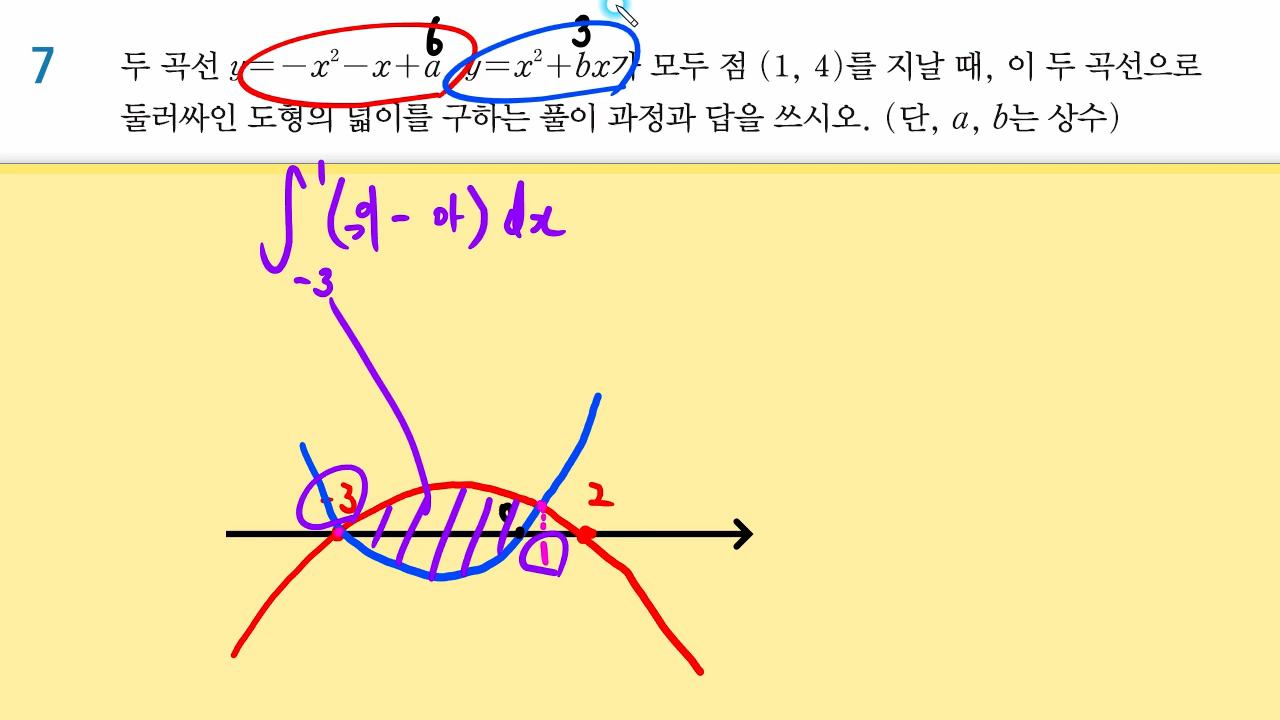 6 3
7 두 곡선 y=−x²−x+a, y=x²+bx가 모두 점 (1, 4)를 지날 때, 이 두 곡선으로
둘러싸인 도형의 넓이를 구하는 풀이 과정과 답을 쓰시오. (단, a, b는 상수)
∫₋₃¹ (위 − 아) dx
-3 0 2
1